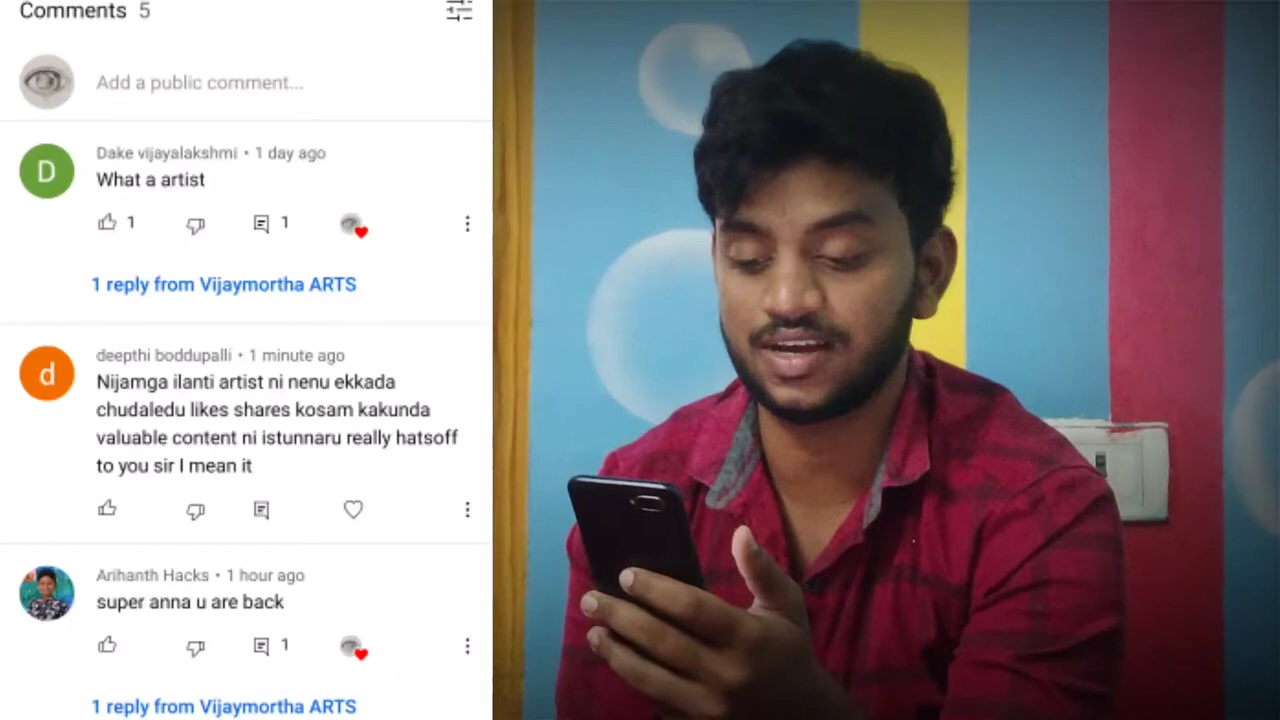 Comments 5
Add a public comment...
D
Dake vijayalakshmi • 1 day ago
What a artist
1 1
1 reply from Vijaymortha ARTS
d
deepthi boddupalli • 1 minute ago
Nijamga ilanti artist ni nenu ekkada
chudaledu likes shares kosam kakunda
valuable content ni istunnaru really hatsoff
to you sir I mean it
Arihanth Hacks • 1 hour ago
super anna u are back
1
1 reply from Vijaymortha ARTS